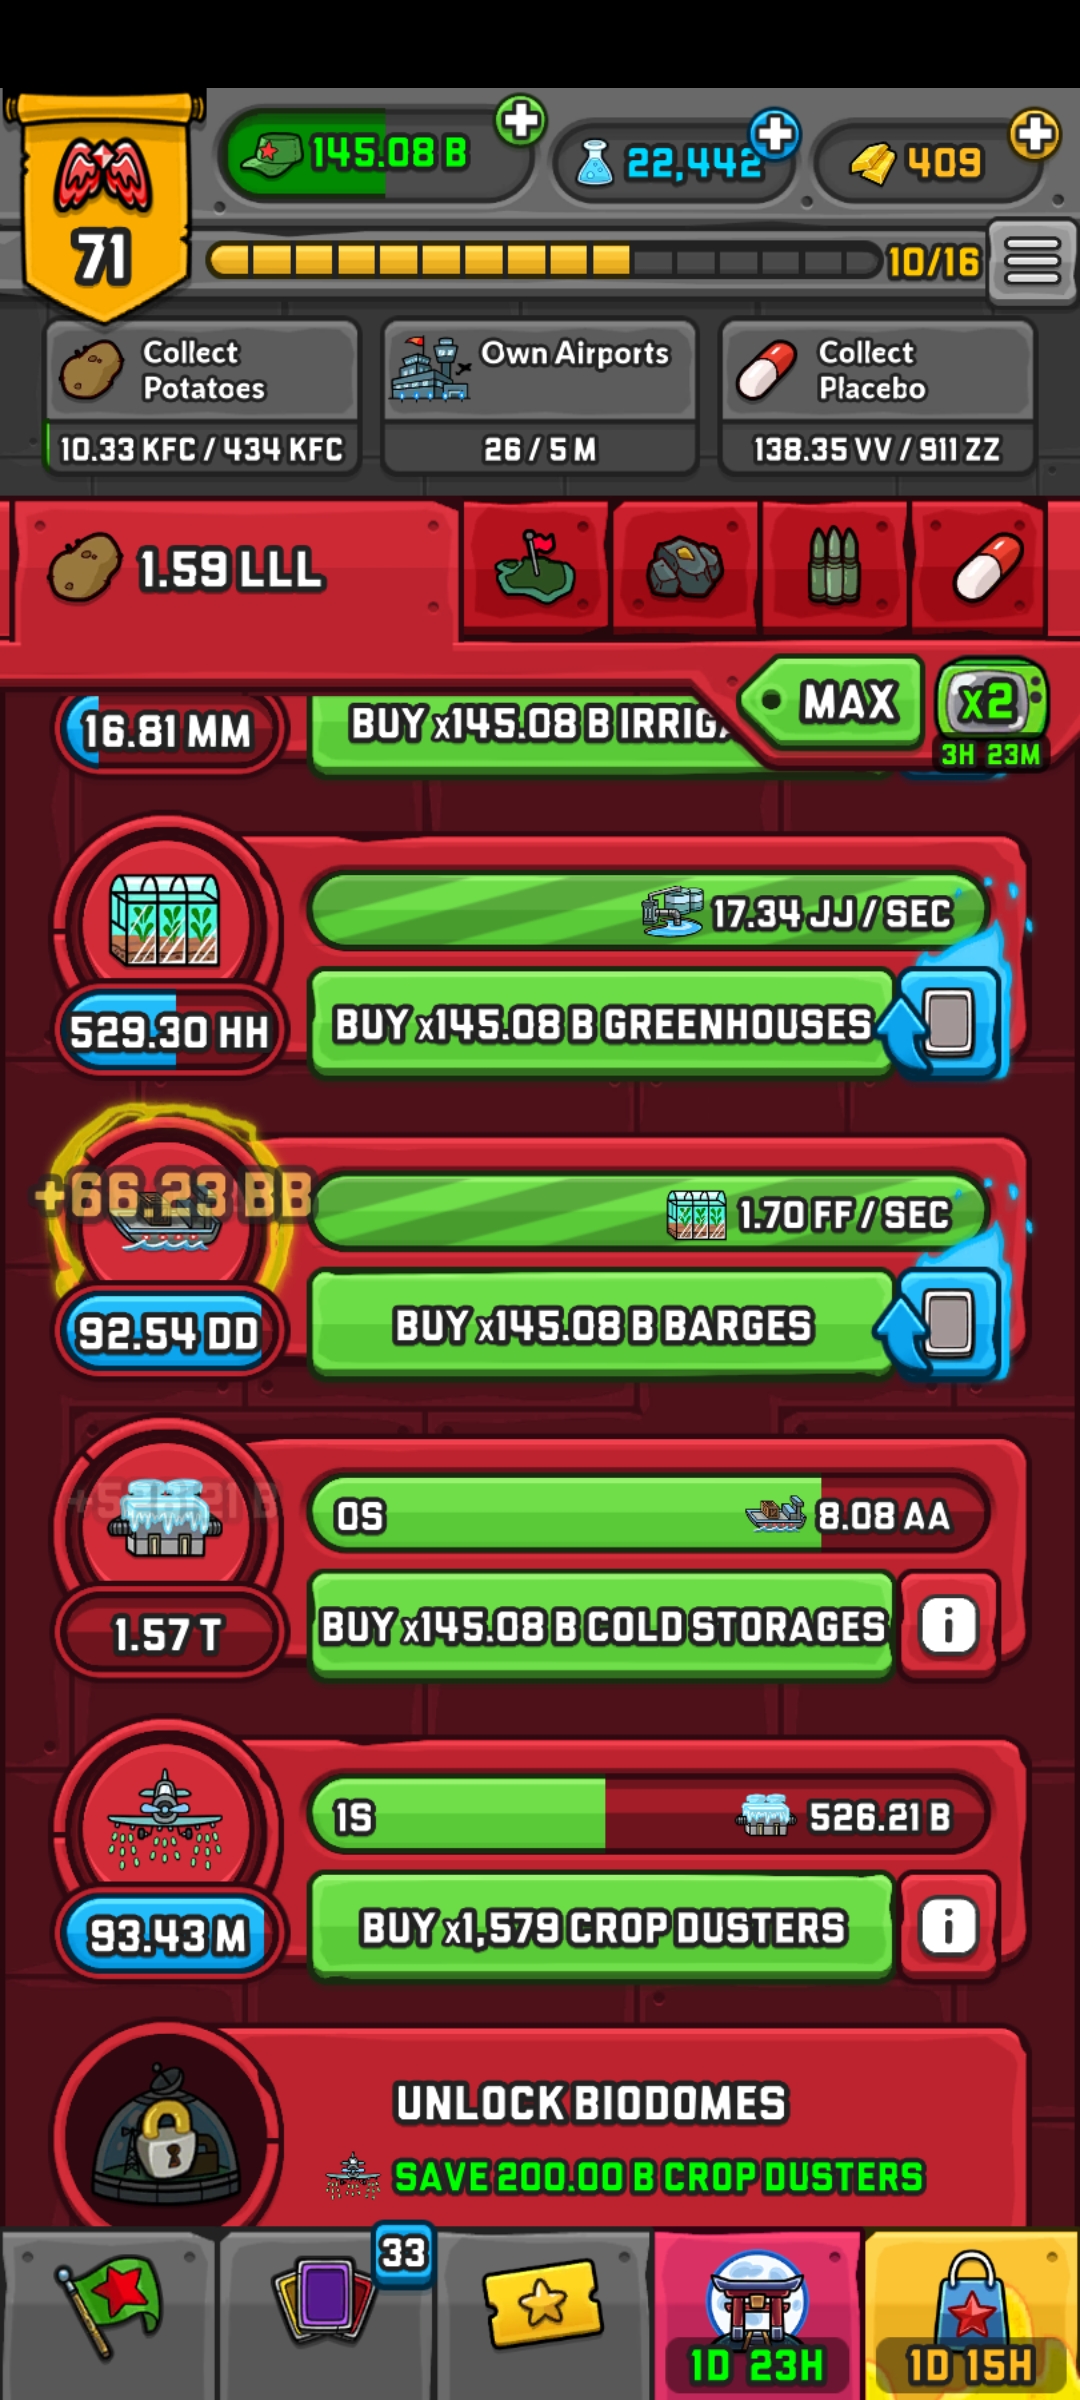 71
145.08 B
22,442
409
10/16
Collect
Potatoes
10.33 KFC / 434 KFC
Own Airports
26 / 5 M
Collect
Placebo
138.35 VV / 911 ZZ
1.59 LLL
MAX
x2
3H 23M
16.81 MM
BUY x145.08 B
17.34 JJ / SEC
529.30 HH
BUY x145.08 B GREENHOUSES
+66.23 BB
1.70 FF / SEC
92.54 DD
BUY x145.08 B BARGES
0S
8.08 AA
1.57 T
BUY x145.08 B COLD STORAGES
i
1S
526.21 B
93.43 M
BUY x1,579 CROP DUSTERS
i
UNLOCK BIODOMES
SAVE 200.00 B CROP DUSTERS
33
1D 23H
1D 15H